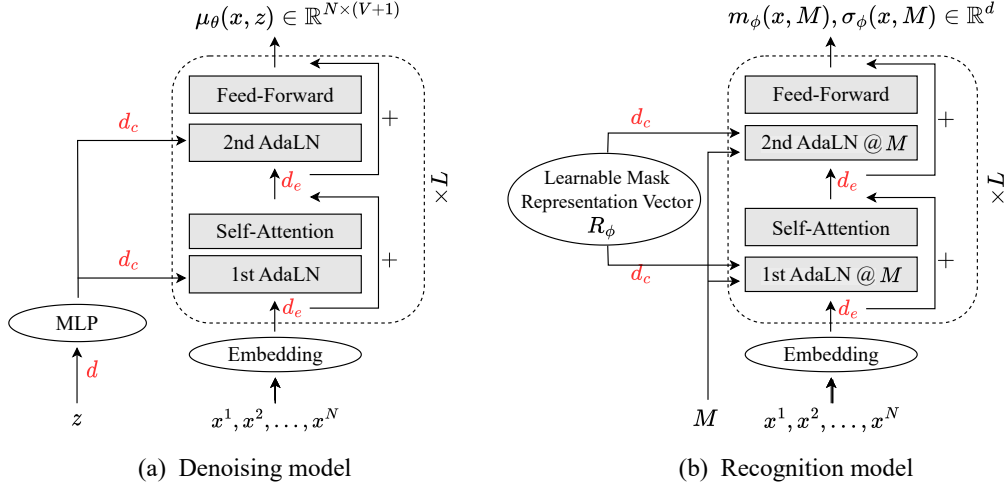 μ_θ(x, z) ∈ ℝ^{N×(V+1)}
Feed-Forward
2nd AdaLN
d_c
+
d_e
×L
Self-Attention
1st AdaLN
d_c
+
d_e
MLP
Embedding
d
z
x^1, x^2, ..., x^N
(a) Denoising model
m_ϕ(x, M), σ_ϕ(x, M) ∈ ℝ^d
Feed-Forward
2nd AdaLN @ M
d_c
+
d_e
×L
Learnable Mask
Representation Vector
R_ϕ
Self-Attention
1st AdaLN @ M
d_c
+
d_e
Embedding
M
x^1, x^2, ..., x^N
(b) Recognition model